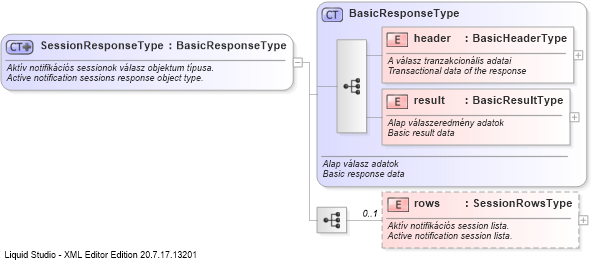 CT SessionResponseType : BasicResponseType
Aktív notifikációs sessionok válasz objektum típusa.
Active notification sessions response object type.
CT BasicResponseType
E header : BasicHeaderType
A válasz tranzakcionális adatai
Transactional data of the response
E result : BasicResultType
Alap válaszeredmény adatok
Basic result data
Alap válasz adatok
Basic response data
0..1
E rows : SessionRowsType
Aktív notifikációs session lista.
Active notification session lista.
Liquid Studio - XML Editor Edition 20.7.17.13201